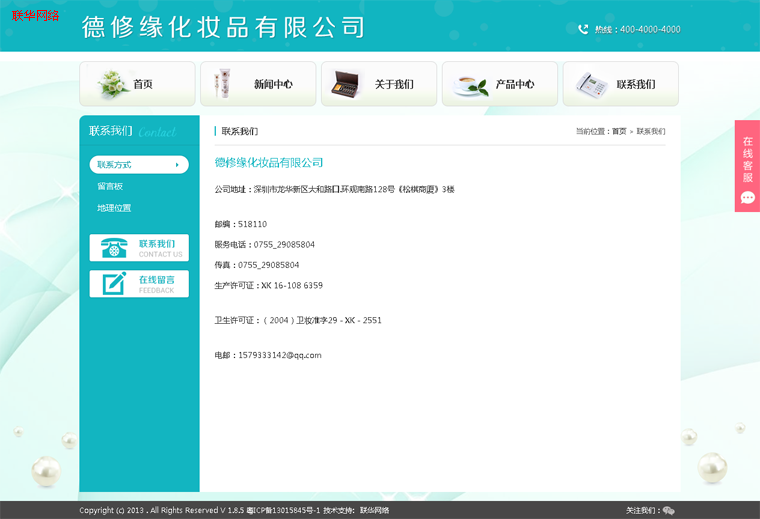 联华网络
德修缘化妆品有限公司
热线：400-4000-4000
首页
新闻中心
关于我们
产品中心
联系我们
联系我们 Contact
联系方式
留言板
地理位置
联系我们
CONTACT US
在线留言
FEEDBACK
联系我们
当前位置：首页 > 联系我们
德修缘化妆品有限公司
公司地址：深圳市龙华新区大和路口.环观南路128号《松棋商厦》3楼
邮编：518110
服务电话：0755_29085804
传真：0755_29085804
生产许可证：XK 16-108 6359
卫生许可证：（2004）卫妆准字29 - XK - 2551
电邮：1579333142@qq.com
在线客服
Copyright (c) 2013 . All Rights Reserved V 1.8.5 粤ICP备13015845号-1 技术支持： 联华网络
关注我们：